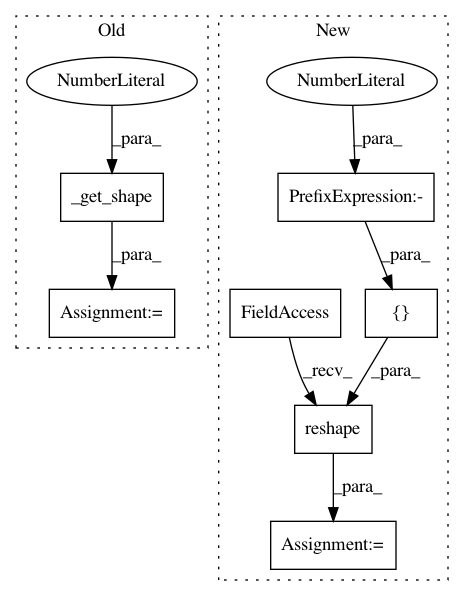 Old
New
NumberLiteral
NumberLiteral
_para_
_para_
_get_shape
PrefixExpression:-
_para_
_para_
Assignment:=
FieldAccess
{}
_recv_
_para_
reshape
_para_
Assignment:=